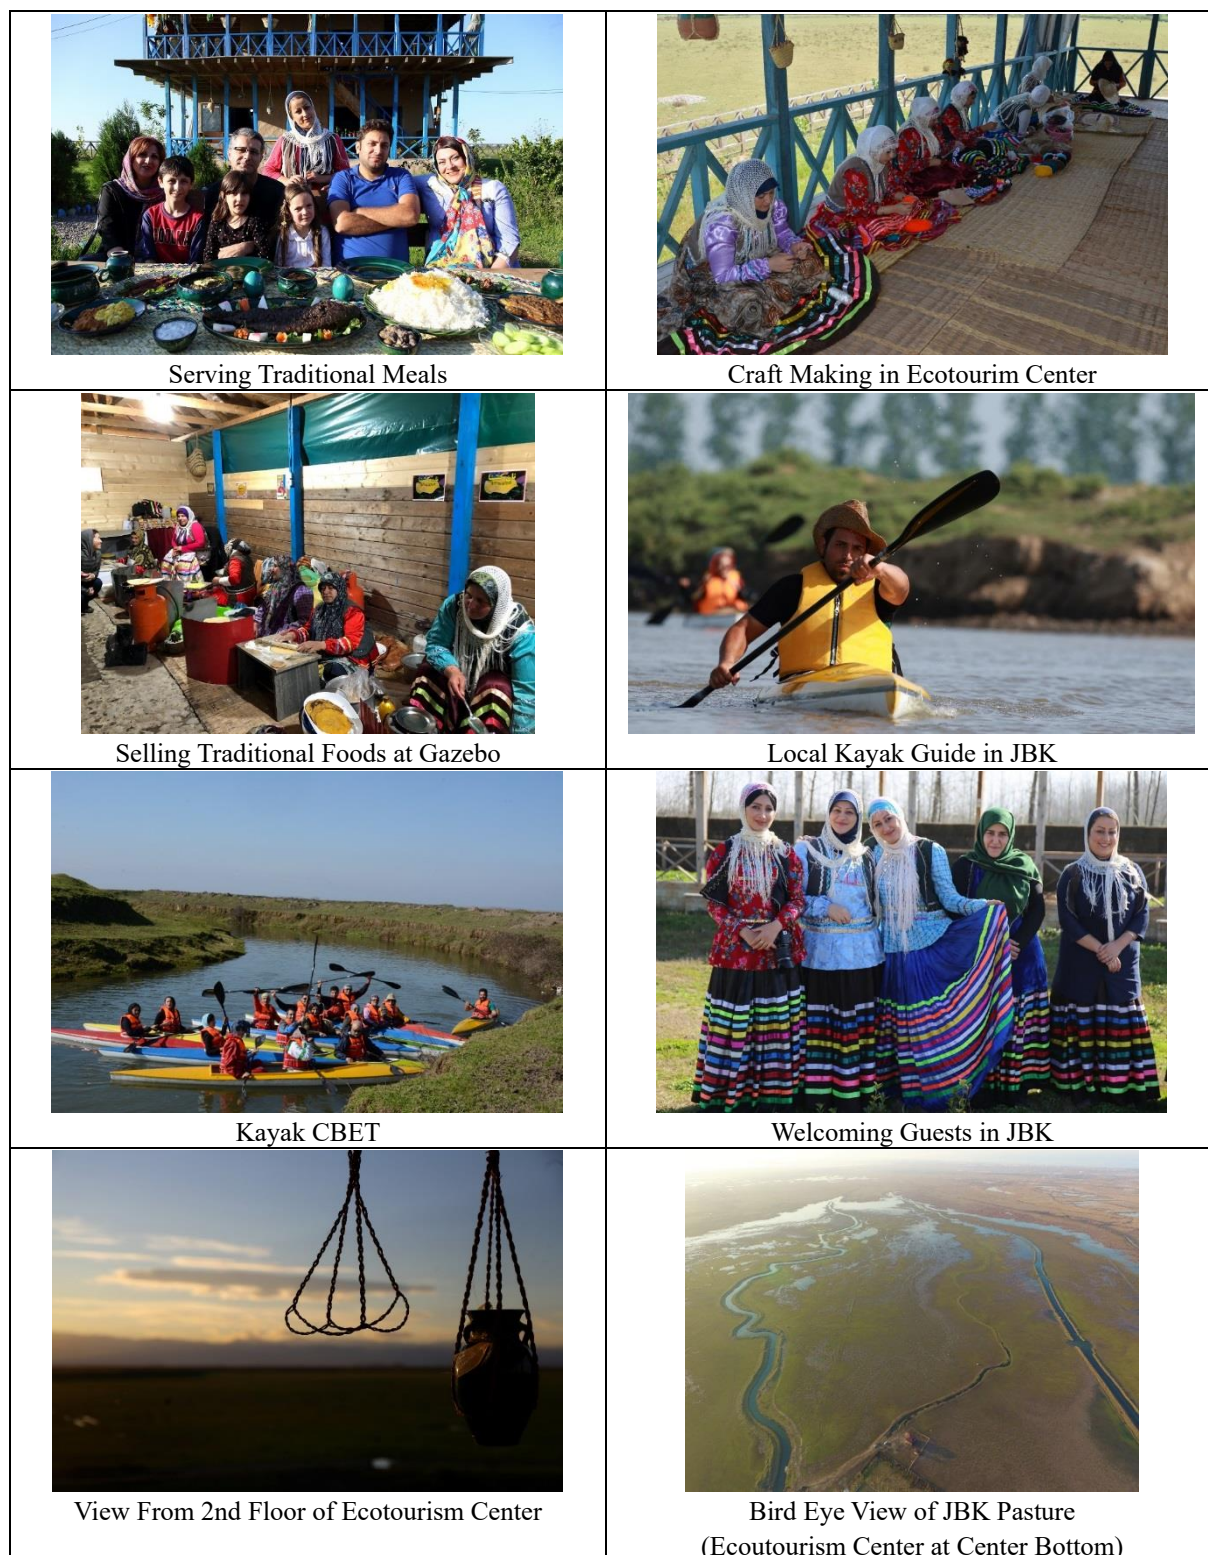 Serving Traditional Meals
Craft Making in Ecotourim Center
Selling Traditional Foods at Gazebo
Local Kayak Guide in JBK
Kayak CBET
Welcoming Guests in JBK
View From 2nd Floor of Ecotourism Center
Bird Eye View of JBK Pasture
(Ecoutourism Center at Center Bottom)